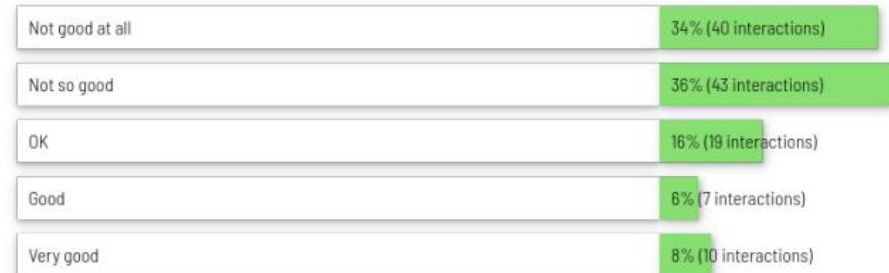 Not good at all 34% (40 interactions)
Not so good 36% (43 interactions)
OK 16% (19 interactions)
Good 6% (7 interactions)
Very good 8% (10 interactions)